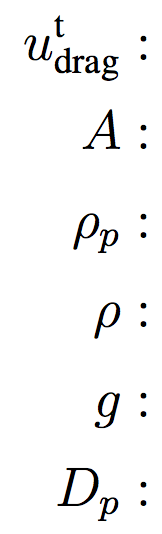 u^t_drag :
A :
ρ_p :
ρ :
g :
D_p :